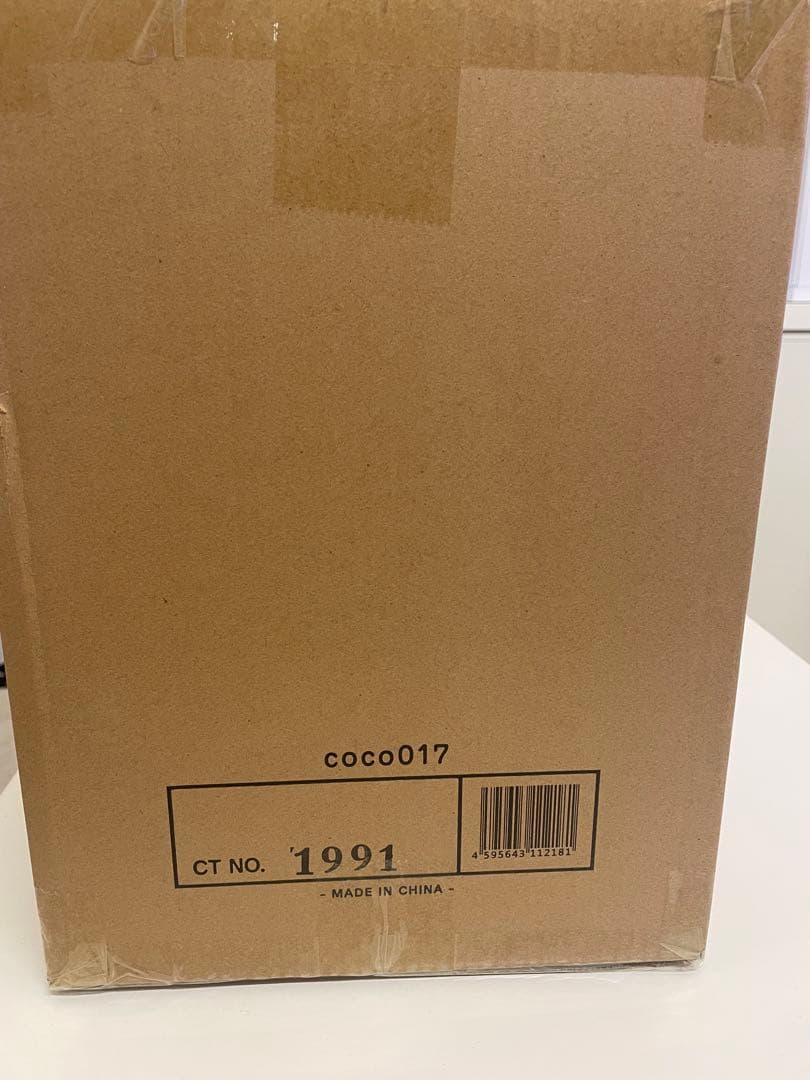 coco017
CT NO. 1991
4 595643 112181
- MADE IN CHINA -